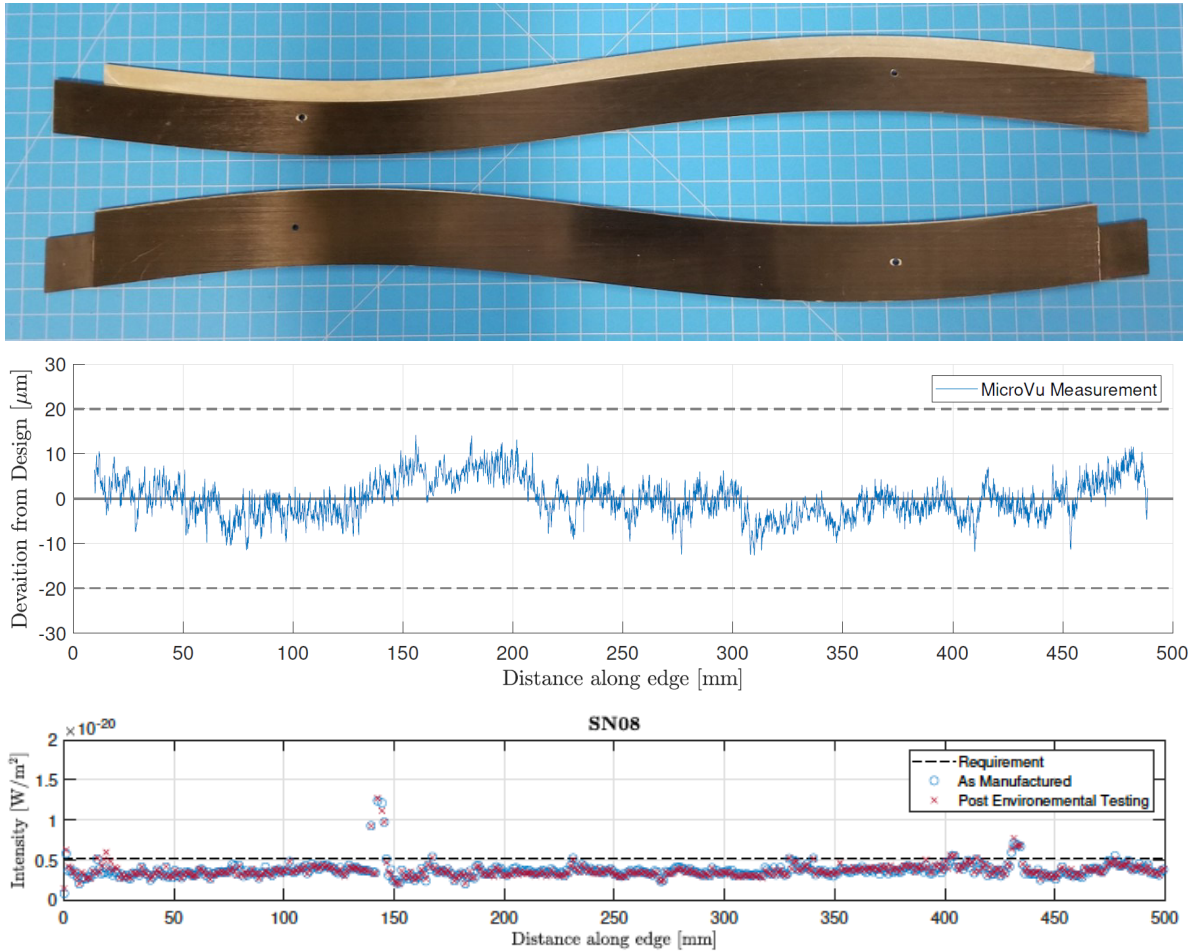 30
20
10
0
-10
-20
-30
Devaition from Design [μm]
MicroVu Measurement
0 50 100 150 200 250 300 350 400 450 500
Distance along edge [mm]
SN08
×10⁻²⁰
2
1.5
1
0.5
0
Intensity [W/m²]
Requirement
As Manufactured
Post Environemental Testing
0 50 100 150 200 250 300 350 400 450 500
Distance along edge [mm]